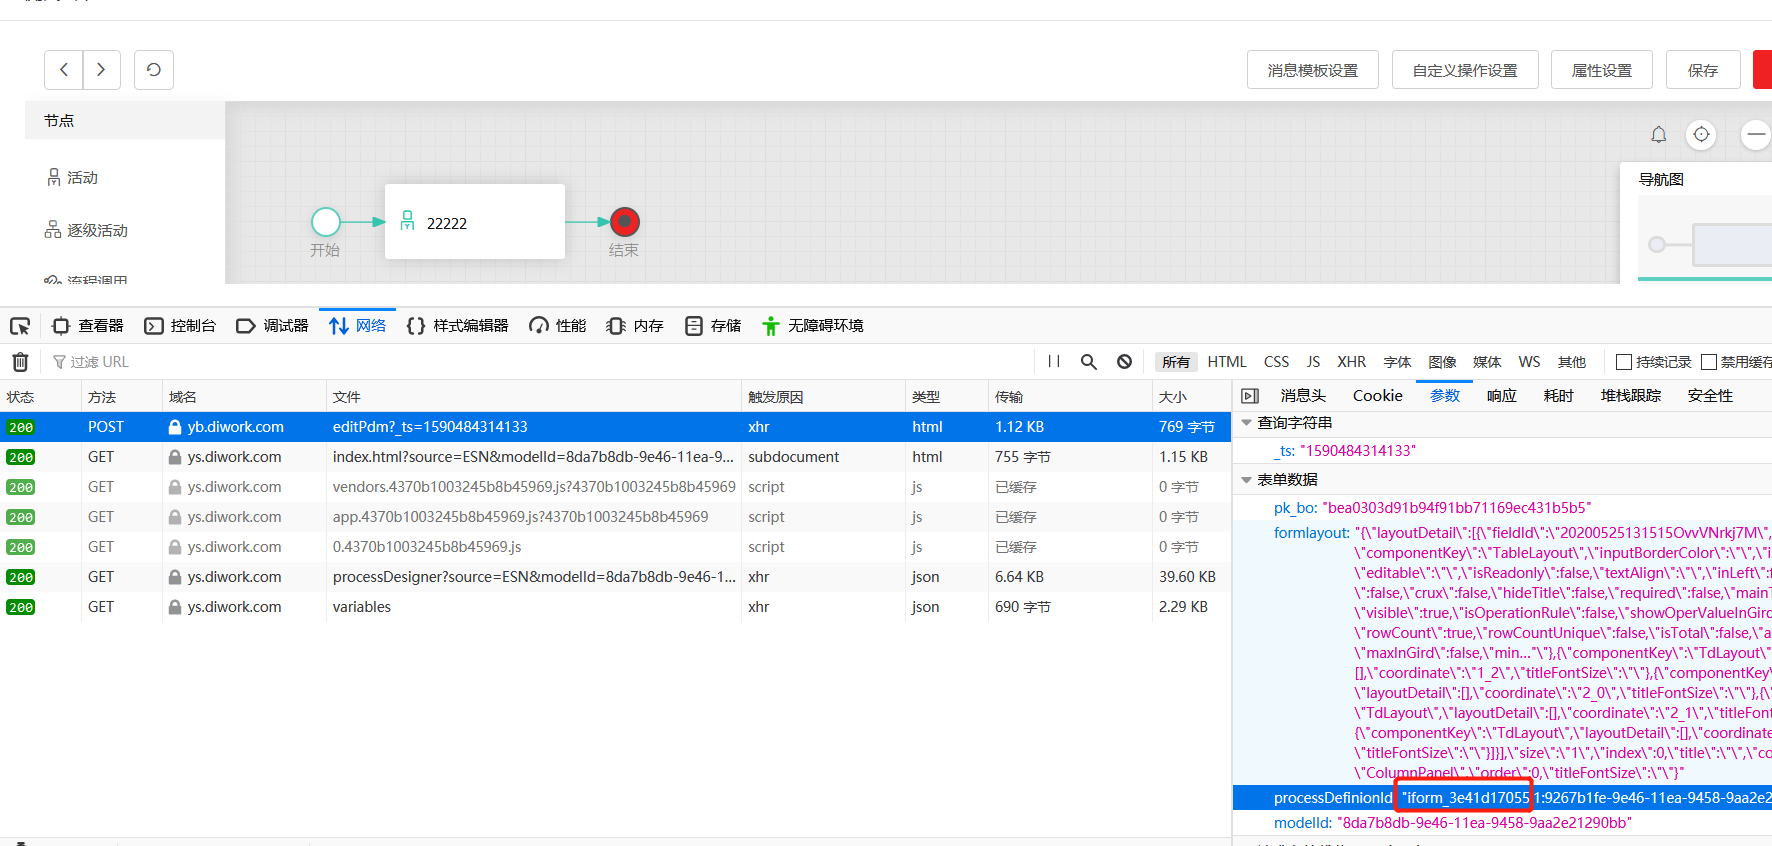 消息模板设置 自定义操作设置 属性设置 保存
节点
活动
逐级活动
流程调用
22222
开始
结束
导航图
查看器 控制台 调试器 网络 样式编辑器 性能 内存 存储 无障碍环境
过滤 URL
所有 HTML CSS JS XHR 字体 图像 媒体 WS 其他 持续记录 禁用缓存
状态 方法 域名 文件 触发原因 类型 传输 大小
200 POST yb.diwork.com editPdm?_ts=1590484314133 xhr html 1.12 KB 769 字节
200 GET ys.diwork.com index.html?source=ESN&modelId=8da7b8db-9e46-11ea-9... subdocument html 755 字节 1.15 KB
200 GET ys.diwork.com vendors.4370b1003245b8b45969.js?4370b1003245b8b45969 script js 已缓存 0 字节
200 GET ys.diwork.com app.4370b1003245b8b45969.js?4370b1003245b8b45969 script js 已缓存 0 字节
200 GET ys.diwork.com 0.4370b1003245b8b45969.js script js 已缓存 0 字节
200 GET ys.diwork.com processDesigner?source=ESN&modelId=8da7b8db-9e46-1... xhr json 6.64 KB 39.60 KB
200 GET ys.diwork.com variables xhr json 690 字节 2.29 KB
消息头 Cookie 参数 响应 耗时 堆栈跟踪 安全性
查询字符串
_ts: "1590484314133"
表单数据
pk_bo: "bea0303d91b94f91bb71169ec431b5b5"
formlayout: "{\"layoutDetail\":[{\"fieldId\":\"20200525131515OvvVNrkj7M\",
\"componentKey\":\"TableLayout\",\"inputBorderColor\":\"\",\"i
\"editable\":\"\",\"isReadonly\":false,\"textAlign\":\"\",\"inLeft\":f
\":false,\"crux\":false,\"hideTitle\":false,\"required\":false,\"mainT
\"visible\":true,\"isOperationRule\":false,\"showOperValueInGird
\"rowCount\":true,\"rowCountUnique\":false,\"isTotal\":false,\"a
\"maxInGird\":false,\"min...\"\"},{\"componentKey\":\"TdLayout\"
[],\"coordinate\":\"1_2\",\"titleFontSize\":\"\"},{\"componentKey\
\"layoutDetail\":[],\"coordinate\":\"2_0\",\"titleFontSize\":\"\"},{\"
\"TdLayout\",\"layoutDetail\":[],\"coordinate\":\"2_1\",\"titleFont
{\"componentKey\":\"TdLayout\",\"layoutDetail\":[],\"coordinate
\"titleFontSize\":\"\"}]}],\"size\":\"1\",\"index\":0,\"title\":\"\",\"co
\"ColumnPanel\",\"order\":0,\"titleFontSize\":\"\"}"
processDefinionId: "iform_3e41d17055:1:9267b1fe-9e46-11ea-9458-9aa2e2
modelId: "8da7b8db-9e46-11ea-9458-9aa2e21290bb"